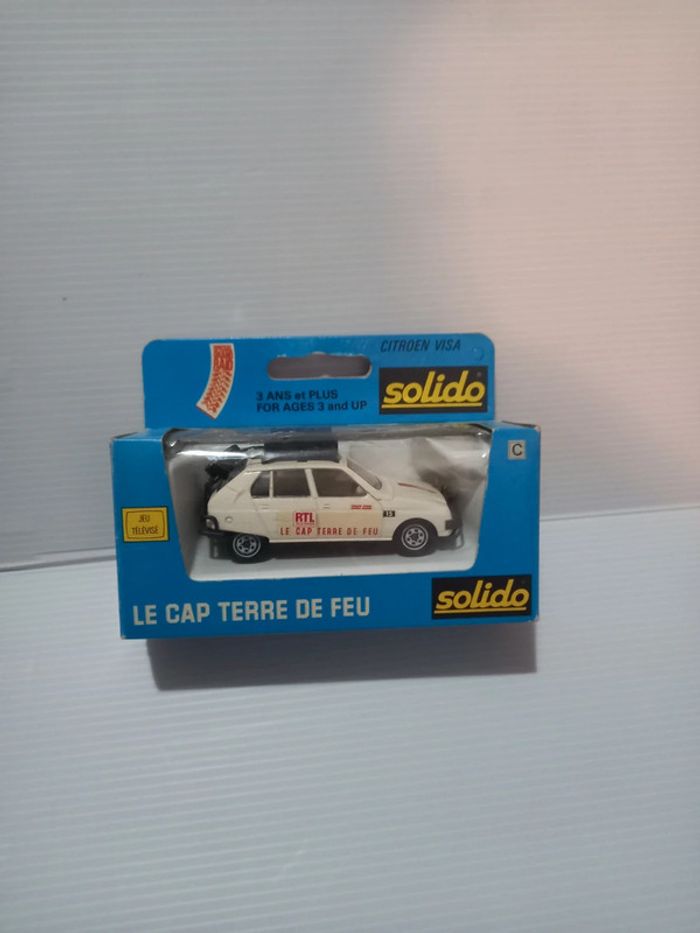 CITROEN VISA
3 ANS et PLUS
FOR AGES 3 and UP
solido
C
JEU
TÉLÉVISÉ
RTL
15
LE CAP TERRE DE FEU
LE CAP TERRE DE FEU
solido